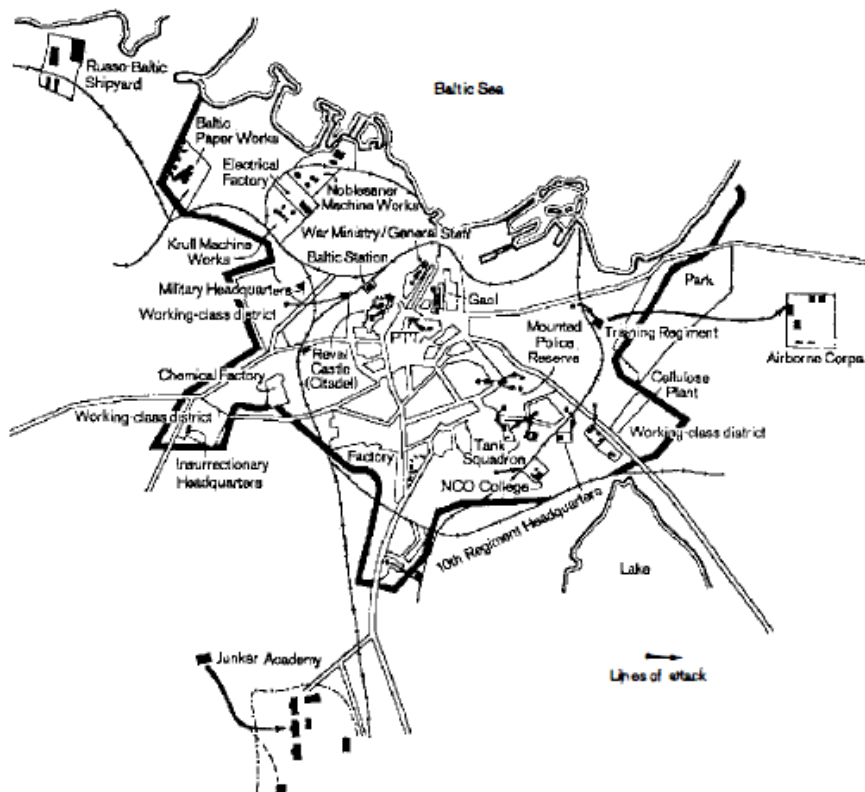 Baltic Sea
Russo-Baltic
Shipyard
Baltic
Paper Works
Electrical
Factory
Noblesaner
Machine Works
War Ministry / General Staff
Krull Machine
Works
Baltic Station
Military Headquarters
Working-class
district
Gaol
PTT
Park
Training Regiment
Airborne Corps
Mounted
Police
Reserve
Reval
Castle
(Citadel)
Chemical Factory
Cellulose
Plant
Working-class district
Working-class district
Insurrectionary
Headquarters
Factory
Tank
Squadron
NCO College
10th Regiment Headquarters
Lake
Junker Academy
Lines of attack